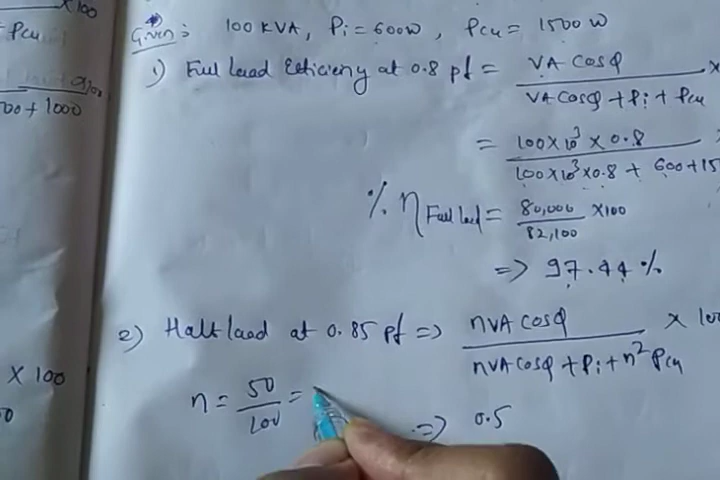 x100
Pcu
00 + 1000
x 100
Given: 100 KVA, Pi = 600W, Pcu = 1500 W
1) Full load Efficiency at 0.8 pf = VA cosϕ / VA cosϕ + Pi + Pcu ×
= 100×10³ × 0.8 / 100×10³×0.8 + 600+15
% η Full load = 80,000 / 82,100 ×100
=> 97.44 %
2) Half load at 0.85 pf => nVA cosϕ / nVA cosϕ + Pi + n² Pcu × 100
n = 50 / 100 =
=> 0.5